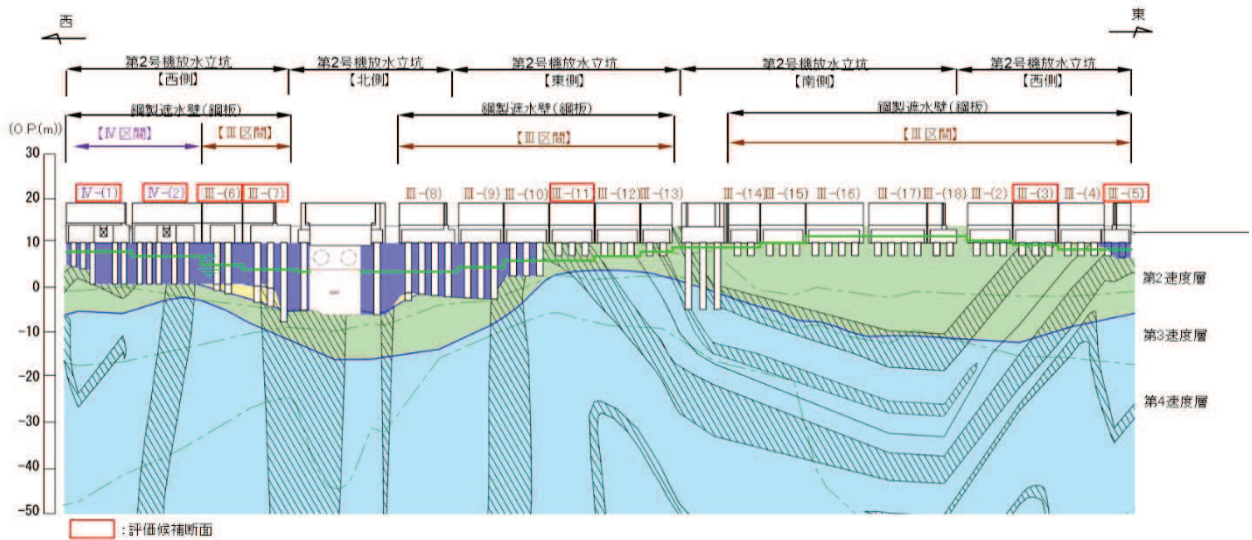 西
東
第2号機放水立坑
【西側】
第2号機放水立坑
【北側】
第2号機放水立坑
【東側】
第2号機放水立坑
【南側】
第2号機放水立坑
【西側】
鋼製遮水壁(鋼板)
鋼製遮水壁(鋼板)
鋼製遮水壁(鋼板)
(O.P(m))
【Ⅳ区間】
【Ⅲ区間】
【Ⅲ区間】
【Ⅲ区間】
30
20
10
0
-10
-20
-30
-40
-50
Ⅳ-(1)
Ⅳ-(2)
Ⅲ-(6)
Ⅲ-(7)
Ⅲ-(8)
Ⅲ-(9)
Ⅲ-(10)
Ⅲ-(11)
Ⅲ-(12)
Ⅲ-(13)
Ⅲ-(14)
Ⅲ-(15)
Ⅲ-(16)
Ⅲ-(17)
Ⅲ-(18)
Ⅲ-(2)
Ⅲ-(3)
Ⅲ-(4)
Ⅲ-(5)
第2速度層
第3速度層
第4速度層
:評価候補断面